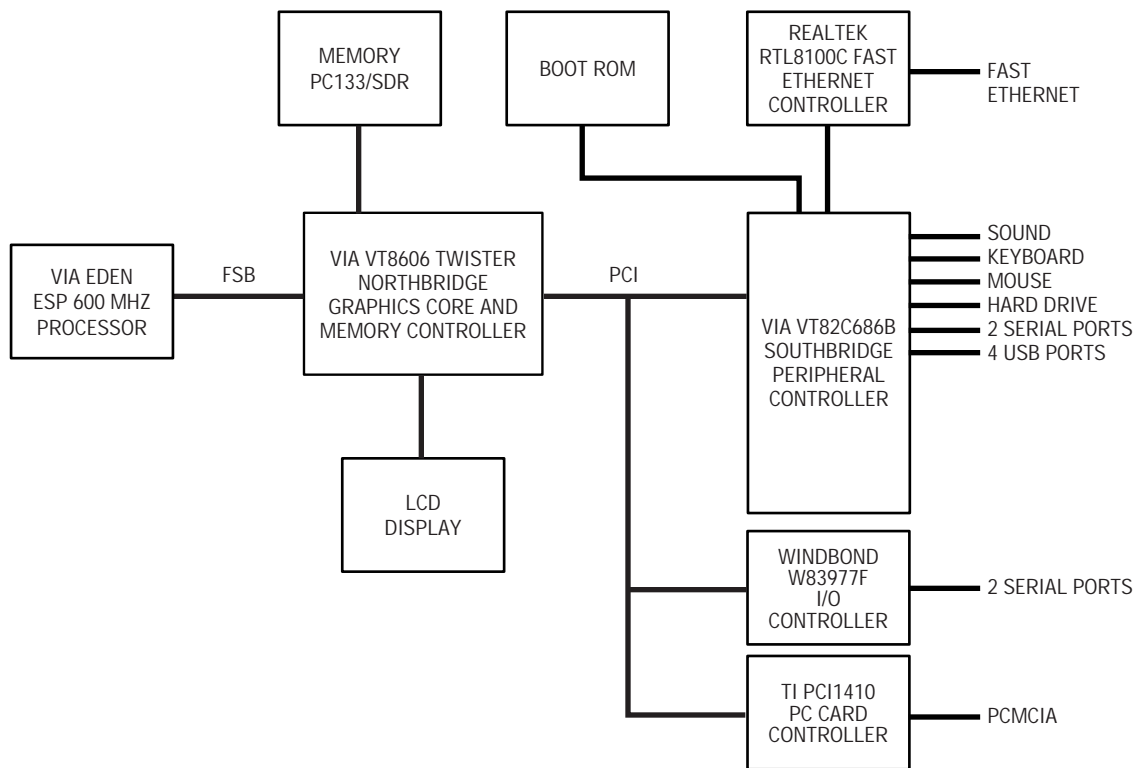 MEMORY
PC133/SDR
BOOT ROM
REALTEK
RTL8100C FAST
ETHERNET
CONTROLLER
FAST
ETHERNET
VIA EDEN
ESP 600 MHZ
PROCESSOR
FSB
VIA VT8606 TWISTER
NORTHBRIDGE
GRAPHICS CORE AND
MEMORY CONTROLLER
PCI
VIA VT82C686B
SOUTHBRIDGE
PERIPHERAL
CONTROLLER
SOUND
KEYBOARD
MOUSE
HARD DRIVE
2 SERIAL PORTS
4 USB PORTS
LCD
DISPLAY
WINDBOND
W83977F
I/O
CONTROLLER
2 SERIAL PORTS
TI PCI1410
PC CARD
CONTROLLER
PCMCIA